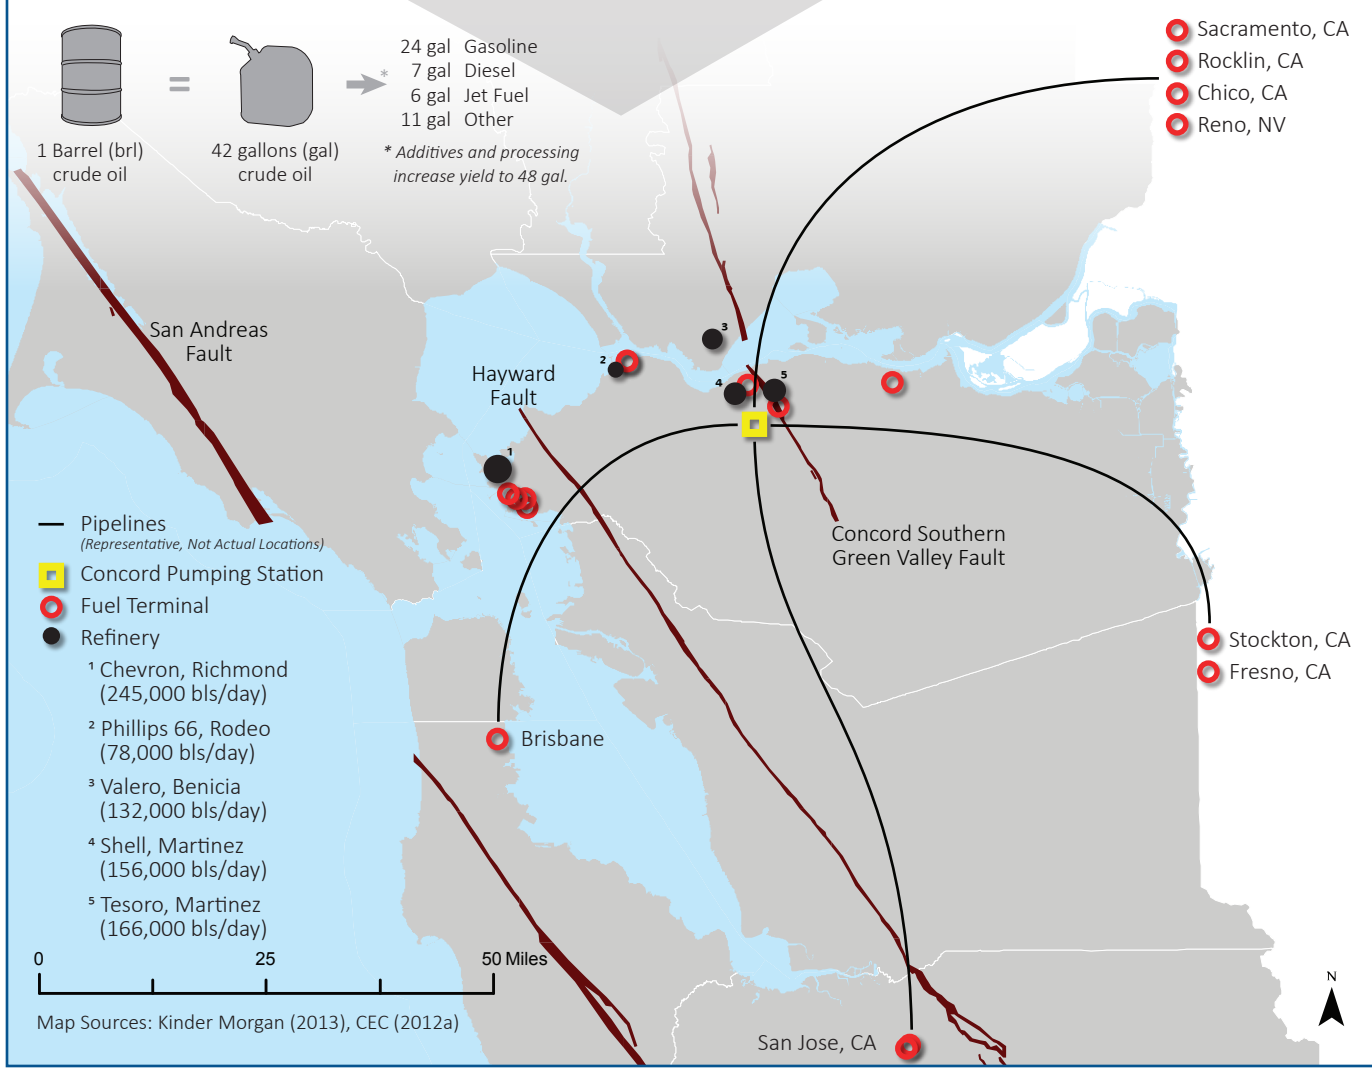 1 Barrel (brl)
crude oil
=
42 gallons (gal)
crude oil
*
24 gal Gasoline
7 gal Diesel
6 gal Jet Fuel
11 gal Other
* Additives and processing
increase yield to 48 gal.
Sacramento, CA
Rocklin, CA
Chico, CA
Reno, NV
San Andreas
Fault
Hayward
Fault
3
2
4
5
1
Concord Southern
Green Valley Fault
Pipelines
(Representative, Not Actual Locations)
Concord Pumping Station
Fuel Terminal
Refinery
¹ Chevron, Richmond
(245,000 bls/day)
² Phillips 66, Rodeo
(78,000 bls/day)
³ Valero, Benicia
(132,000 bls/day)
⁴ Shell, Martinez
(156,000 bls/day)
⁵ Tesoro, Martinez
(166,000 bls/day)
Stockton, CA
Fresno, CA
Brisbane
San Jose, CA
0 25 50 Miles
Map Sources: Kinder Morgan (2013), CEC (2012a)
N